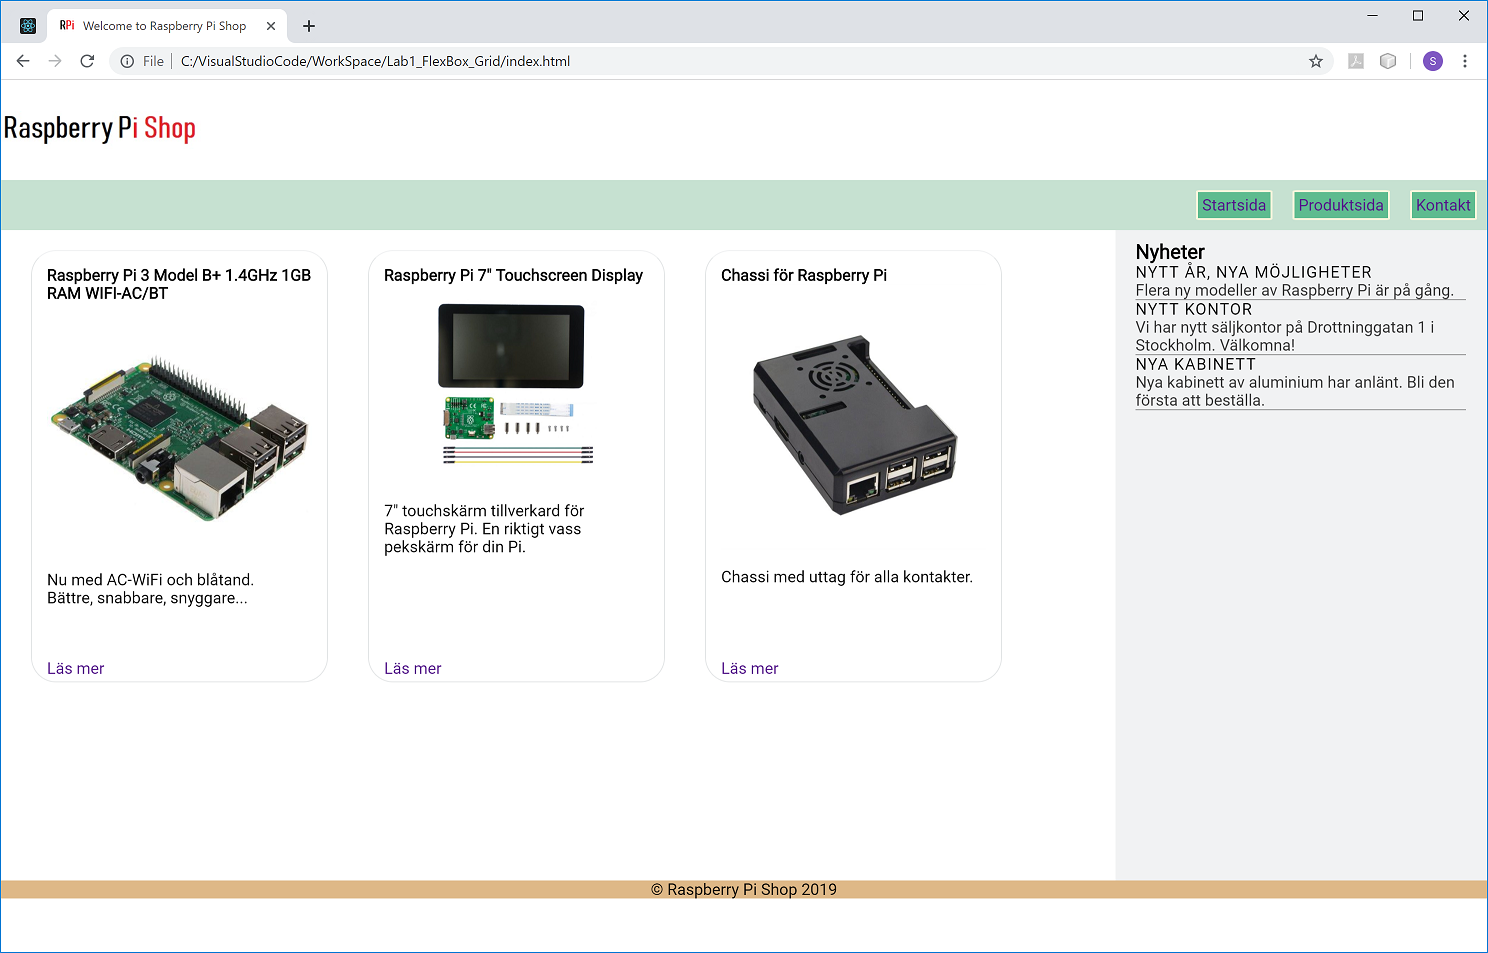 RPi Welcome to Raspberry Pi Shop
File C:/VisualStudioCode/WorkSpace/Lab1_FlexBox_Grid/index.html
S
Raspberry Pi Shop
Startsida Produktsida Kontakt
Raspberry Pi 3 Model B+ 1.4GHz 1GB
RAM WIFI-AC/BT
Nu med AC-WiFi och blåtand.
Bättre, snabbare, snyggare...
Läs mer
Raspberry Pi 7" Touchscreen Display
7" touchskärm tillverkard för
Raspberry Pi. En riktigt vass
pekskärm för din Pi.
Läs mer
Chassi för Raspberry Pi
Chassi med uttag för alla kontakter.
Läs mer
Nyheter
NYTT ÅR, NYA MÖJLIGHETER
Flera ny modeller av Raspberry Pi är på gång.
NYTT KONTOR
Vi har nytt säljkontor på Drottninggatan 1 i
Stockholm. Välkomna!
NYA KABINETT
Nya kabinett av aluminium har anlänt. Bli den
första att beställa.
© Raspberry Pi Shop 2019